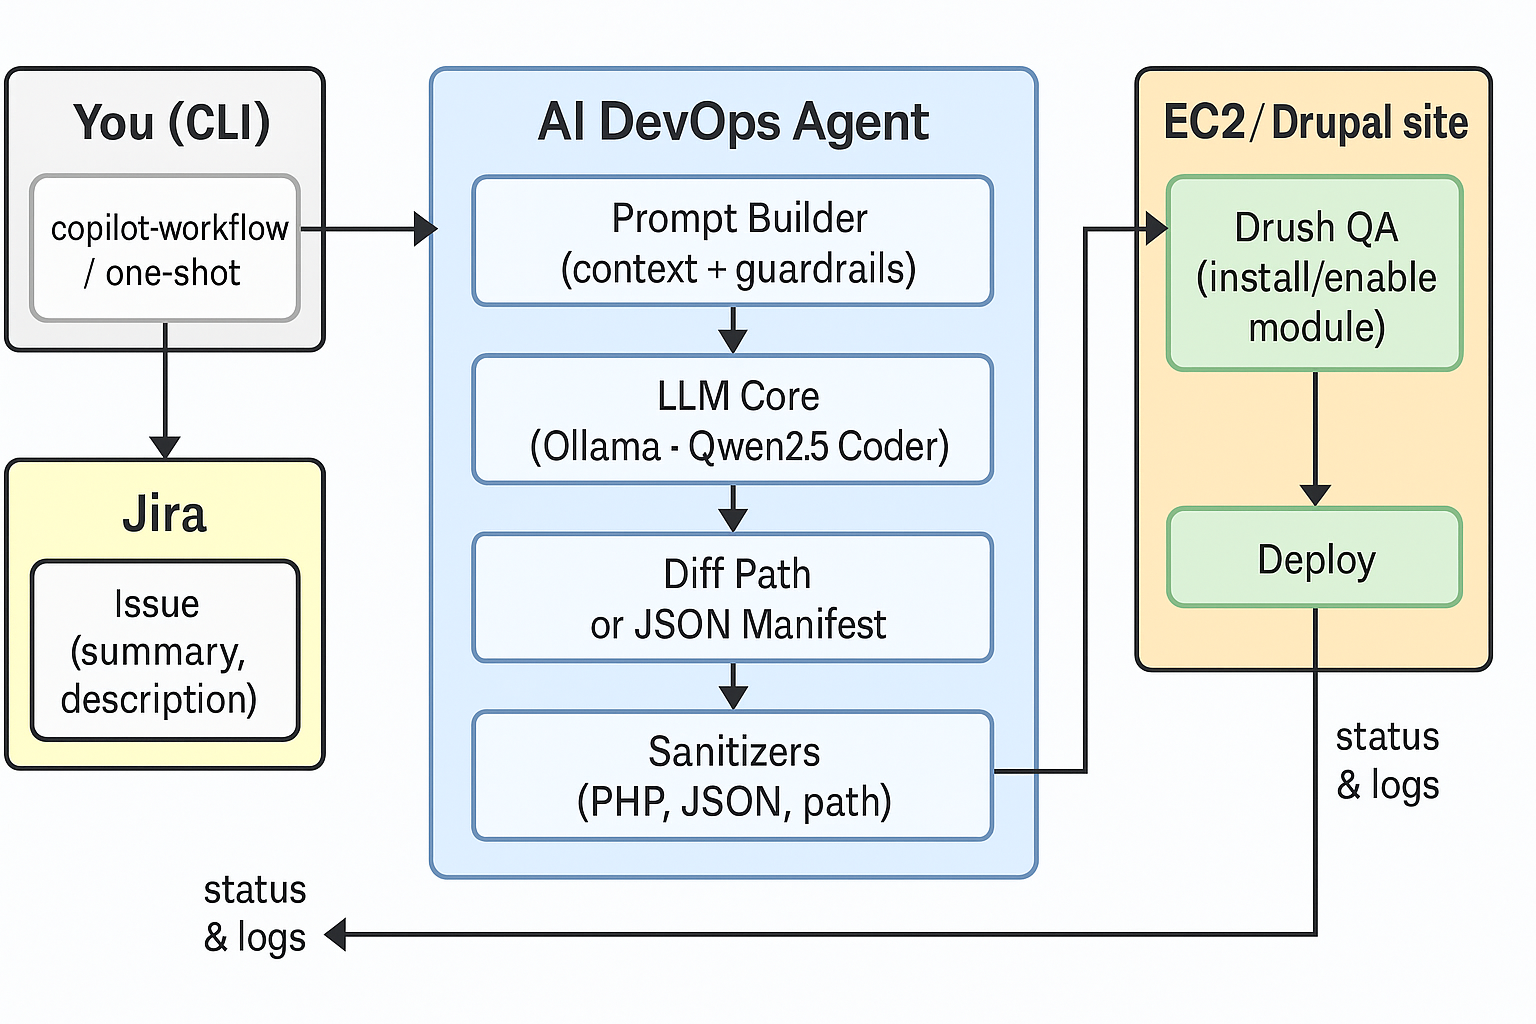 You (CLI)
copilot-workflow
/ one-shot
Jira
Issue
(summary,
description)
AI DevOps Agent
Prompt Builder
(context + guardrails)
LLM Core
(Ollama - Qwen2.5 Coder)
Diff Path
or JSON Manifest
Sanitizers
(PHP, JSON, path)
EC2/Drupal site
Drush QA
(install/enable
module)
Deploy
status
& logs
status
& logs